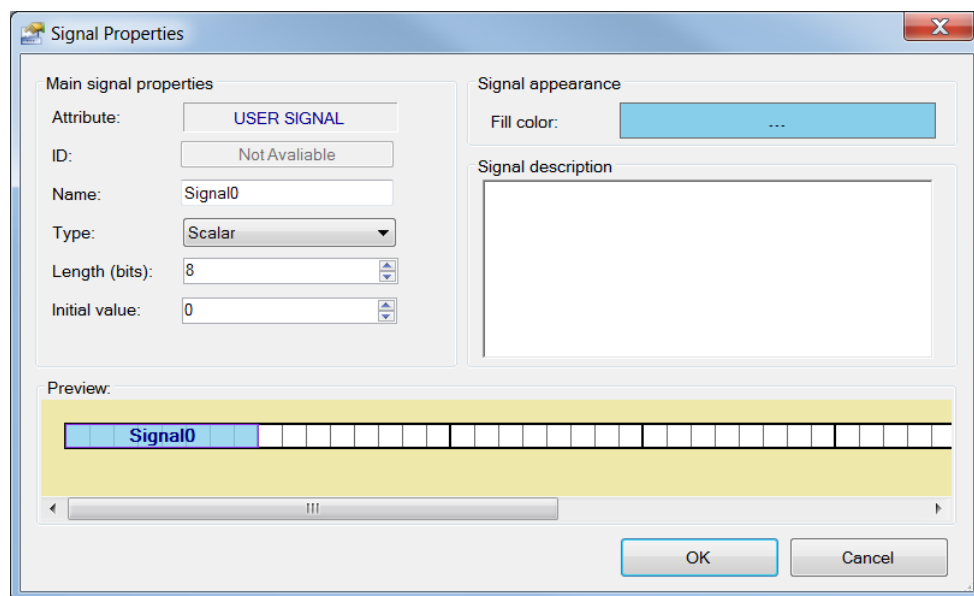 Signal Properties
Main signal properties
Attribute: USER SIGNAL
ID: Not Avaliable
Name: Signal0
Type: Scalar
Length (bits): 8
Initial value: 0
Signal appearance
Fill color: ...
Signal description
Preview:
Signal0
OK Cancel